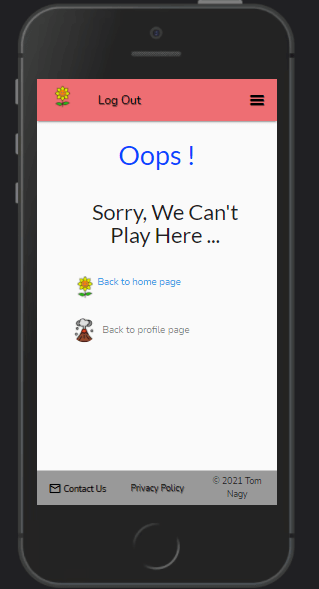 Log Out
Oops !
Sorry, We Can't
Play Here ...
Back to home page
Back to profile page
Contact Us
Privacy Policy
© 2021 Tom
Nagy